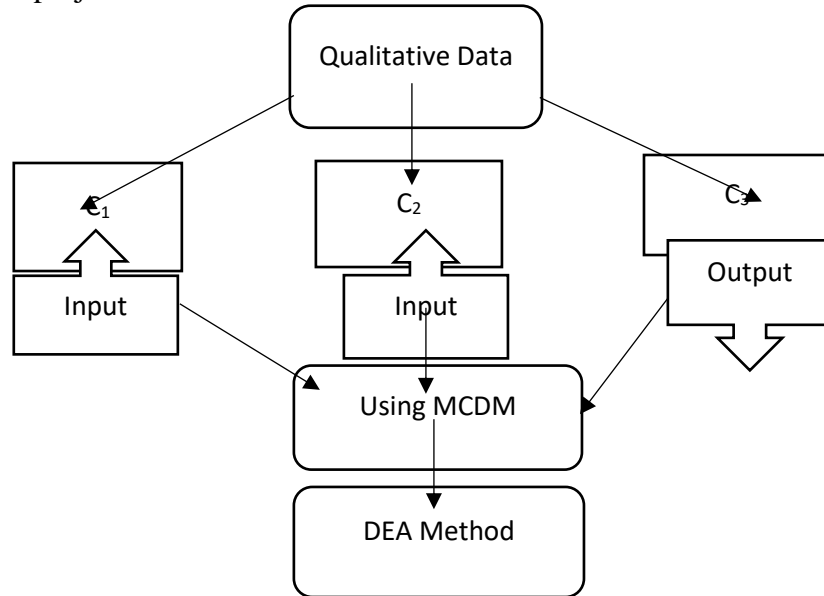 Qualitative Data
C₁
C₂
C₃
Input
Input
Output
Using MCDM
DEA Method